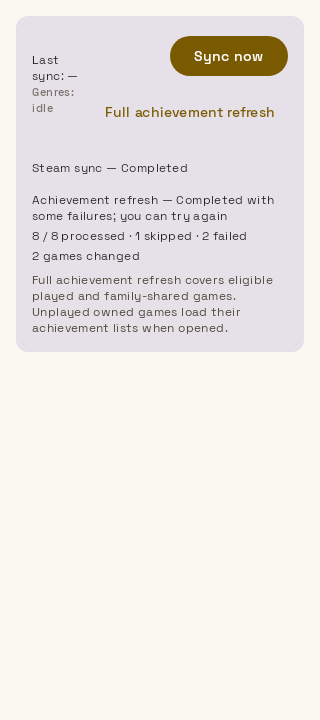 Last
sync: —
Genres:
idle
Sync now
Full achievement refresh
Steam sync — Completed
Achievement refresh — Completed with
some failures; you can try again
8 / 8 processed · 1 skipped · 2 failed
2 games changed
Full achievement refresh covers eligible
played and family-shared games.
Unplayed owned games load their
achievement lists when opened.